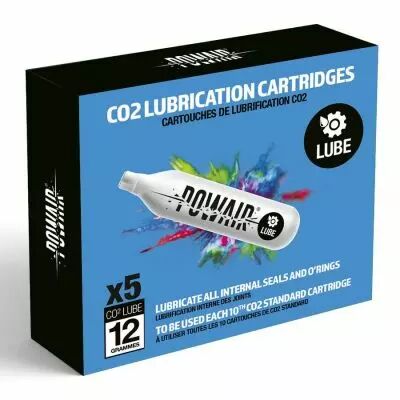 CO2 LUBRICATION CARTRIDGES
CARTOUCHES DE LUBRIFICATION CO2
LUBE
POWAIR
POWAIR
LUBE
x5
CO² LUBE
12
GRAMMES
LUBRICATE ALL INTERNAL SEALS AND O'RINGS
LUBRIFICATION INTERNE DES JOINTS
TO BE USED EACH 10TH CO2 STANDARD CARTRIDGE
À UTILISER TOUTES LES 10 CARTOUCHES DE CO2 STANDARD